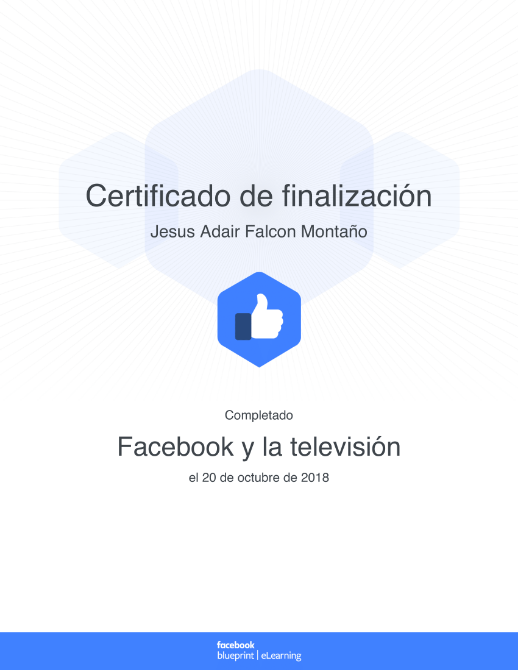 Certificado de finalización
Jesus Adair Falcon Montaño
Completado
Facebook y la televisión
el 20 de octubre de 2018
facebook
blueprint | eLearning